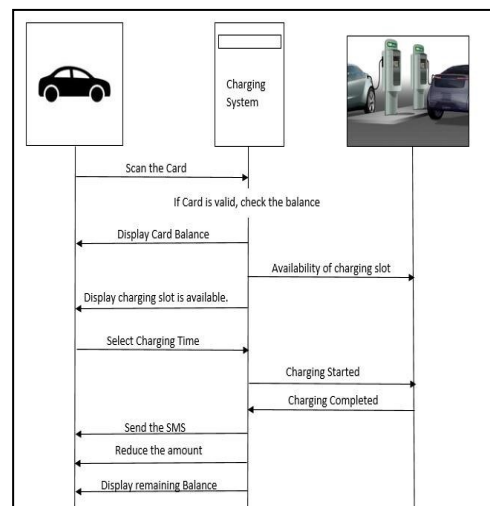 Charging
System
Scan the Card
If Card is valid, check the balance
Display Card Balance
Availability of charging slot
Display charging slot is available.
Select Charging Time
Charging Started
Charging Completed
Send the SMS
Reduce the amount
Display remaining Balance